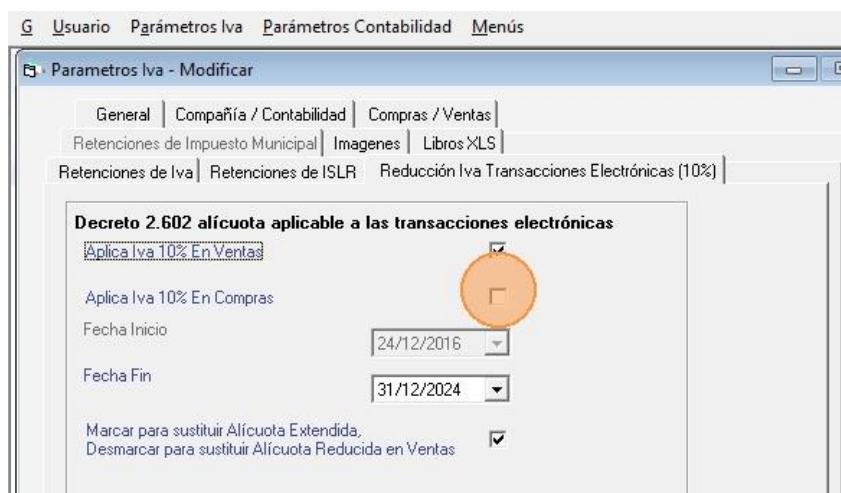 G Usuario Parámetros Iva Parámetros Contabilidad Menús
Parametros Iva - Modificar
General Compañía / Contabilidad Compras / Ventas
Retenciones de Impuesto Municipal Imagenes Libros XLS
Retenciones de Iva Retenciones de ISLR Reducción Iva Transacciones Electrónicas (10%)
Decreto 2.602 alícuota aplicable a las transacciones electrónicas
Aplica Iva 10% En Ventas
Aplica Iva 10% En Compras
Fecha Inicio
24/12/2016
Fecha Fin
31/12/2024
Marcar para sustituir Alícuota Extendida,
Desmarcar para sustituir Alícuota Reducida en Ventas